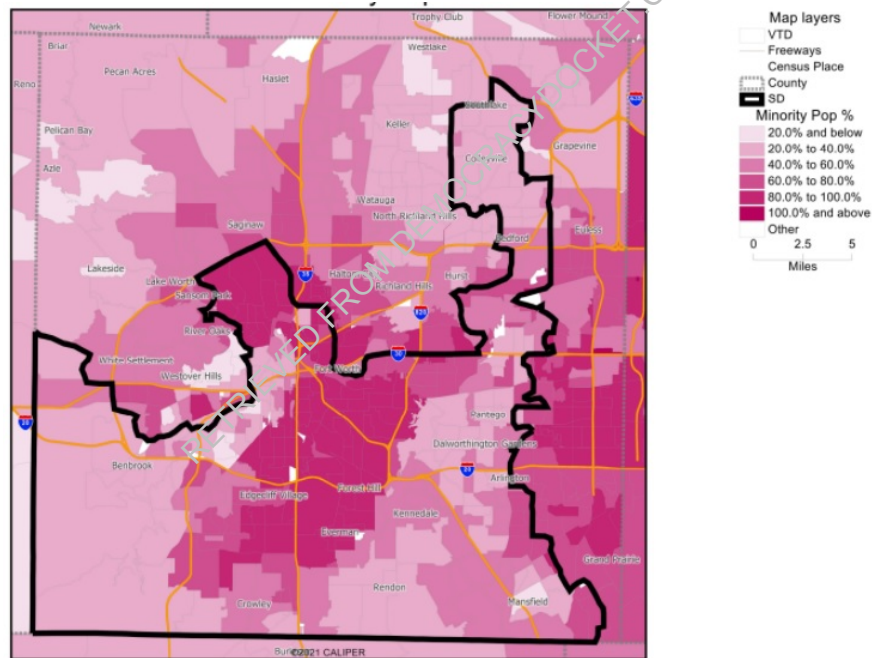 Trophy Club
Flower Mound
Newark
Briar
Westlake
Pecan Acres
Haslet
Reno
Southlake
Keller
Pelican Bay
Grapevine
Colleyville
Azle
Watauga
North Richland Hills
Saginaw
Euless
Bedford
Lakeside
Lake Worth
Haltom
Hurst
Sansom Park
Richland Hills
820
35
River Oaks
30
White Settlement
Fort Worth
Westover Hills
Pantego
20
Dalworthington Gardens
Benbrook
20
Arlington
Edgecliff Village
Forest Hill
Kennedale
Everman
Grand Prairie
Rendon
Mansfield
Crowley
©2021 CALIPER
RETRIEVED FROM DEMOCRACYDOCKET
Map layers
VTD
Freeways
Census Place
County
SD
Minority Pop %
20.0% and below
20.0% to 40.0%
40.0% to 60.0%
60.0% to 80.0%
80.0% to 100.0%
100.0% and above
Other
0 2.5 5
Miles